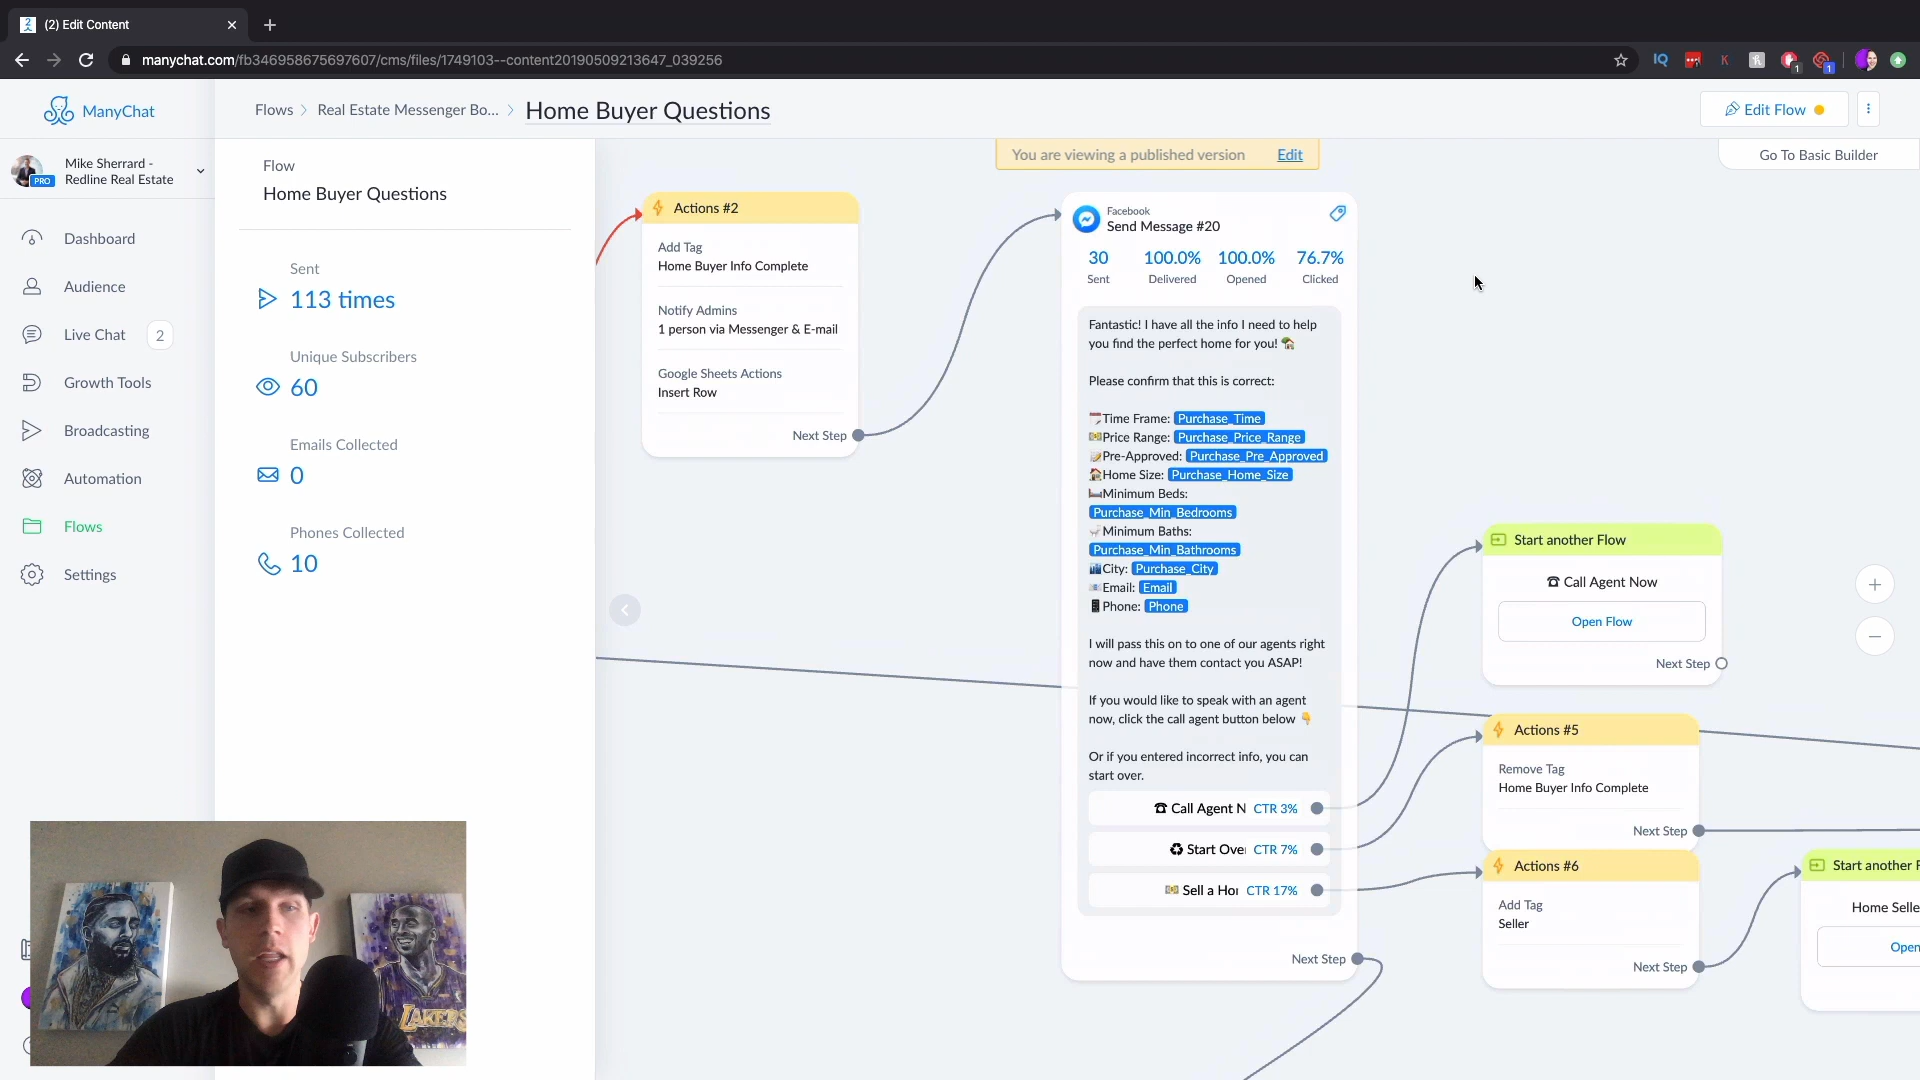 (2) Edit Content
manychat.com/fb346958675697607/cms/files/1749103--content20190509213647_039256
IQ
K
1
1
ManyChat
Flows
Real Estate Messenger Bo...
Home Buyer Questions
Edit Flow
Mike Sherrard -
Redline Real Estate
PRO
Dashboard
Audience
Live Chat
2
Growth Tools
Broadcasting
Automation
Flows
Settings
Flow
Home Buyer Questions
Sent
113 times
Unique Subscribers
60
Emails Collected
0
Phones Collected
10
You are viewing a published version Edit
Go To Basic Builder
Actions #2
Add Tag
Home Buyer Info Complete
Notify Admins
1 person via Messenger & E-mail
Google Sheets Actions
Insert Row
Next Step
Facebook
Send Message #20
30 100.0% 100.0% 76.7%
Sent Delivered Opened Clicked
Fantastic! I have all the info I need to help
you find the perfect home for you! 🏡
Please confirm that this is correct:
Time Frame: Purchase_Time
Price Range: Purchase_Price_Range
Pre-Approved: Purchase_Pre_Approved
Home Size: Purchase_Home_Size
Minimum Beds:
Purchase_Min_Bedrooms
Minimum Baths:
Purchase_Min_Bathrooms
City: Purchase_City
Email: Email
Phone: Phone
I will pass this on to one of our agents right
now and have them contact you ASAP!
If you would like to speak with an agent
now, click the call agent button below 👇
Or if you entered incorrect info, you can
start over.
☎ Call Agent N CTR 3%
♻ Start Ove CTR 7%
Sell a Ho CTR 17%
Next Step
Start another Flow
☎ Call Agent Now
Open Flow
Next Step
Actions #5
Remove Tag
Home Buyer Info Complete
Next Step
Actions #6
Add Tag
Seller
Next Step
Start another F
Home Selle
Open
LAKERS